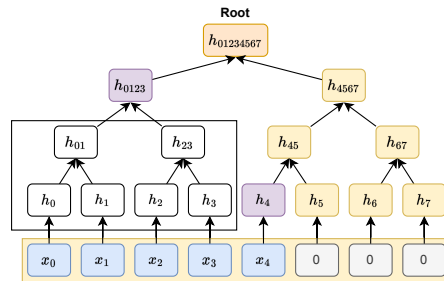 Root
h₀₁₂₃₄₅₆₇
h₀₁₂₃ h₄₅₆₇
h₀₁ h₂₃ h₄₅ h₆₇
h₀ h₁ h₂ h₃ h₄ h₅ h₆ h₇
x₀ x₁ x₂ x₃ x₄ 0 0 0